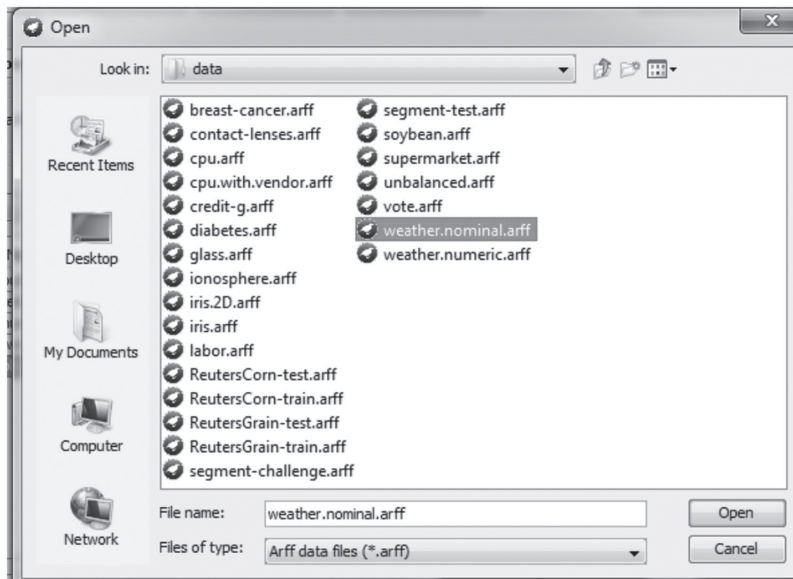 Open
Look in:
data
Recent Items
Desktop
My Documents
Computer
Network
breast-cancer.arff
contact-lenses.arff
cpu.arff
cpu.with.vendor.arff
credit-g.arff
diabetes.arff
glass.arff
ionosphere.arff
iris.2D.arff
iris.arff
labor.arff
ReutersCorn-test.arff
ReutersCorn-train.arff
ReutersGrain-test.arff
ReutersGrain-train.arff
segment-challenge.arff
segment-test.arff
soybean.arff
supermarket.arff
unbalanced.arff
vote.arff
weather.nominal.arff
weather.numeric.arff
File name:
weather.nominal.arff
Open
Files of type:
Arff data files (*.arff)
Cancel